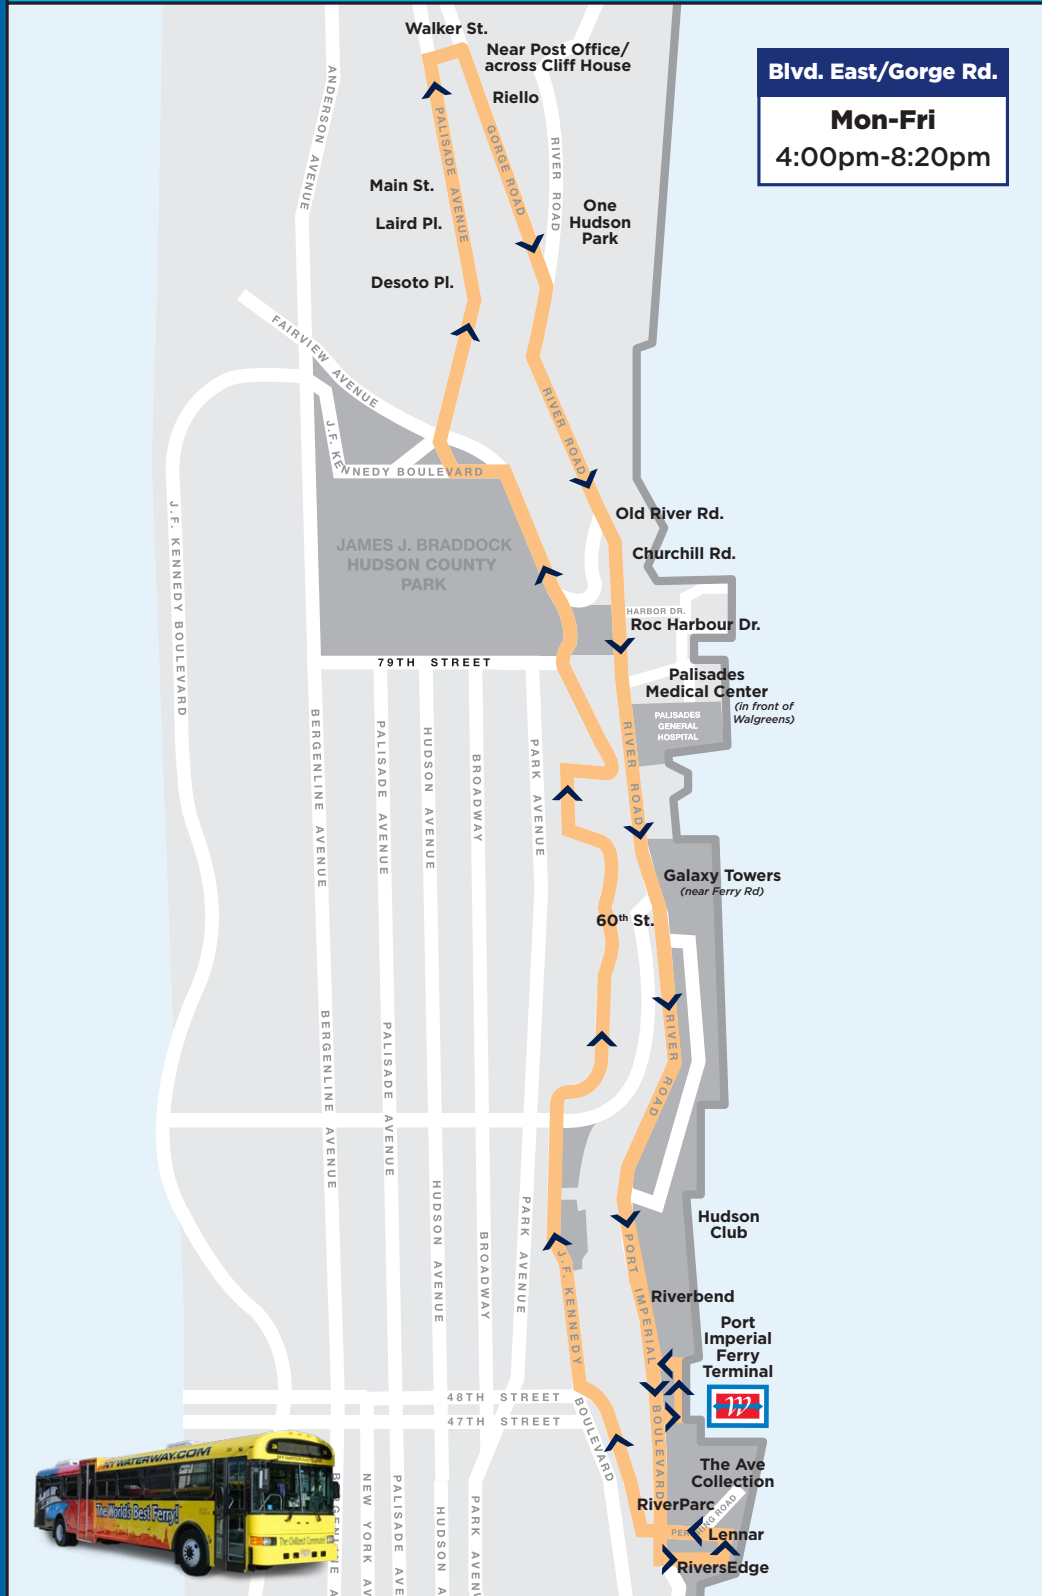 Walker St.
Near Post Office/
across Cliff House
Riello
Blvd. East/Gorge Rd.
Mon-Fri
4:00pm-8:20pm
ANDERSON AVENUE
PALISADE AVENUE
GORGE ROAD
RIVER ROAD
Main St.
Laird Pl.
One
Hudson
Park
Desoto Pl.
FAIRVIEW AVENUE
J.F. KENNEDY BOULEVARD
RIVER ROAD
J.F. KENNEDY BOULEVARD
Old River Rd.
JAMES J. BRADDOCK
HUDSON COUNTY
PARK
Churchill Rd.
HARBOR DR.
Roc Harbour Dr.
79TH STREET
Palisades
Medical Center
(in front of
Walgreens)
PALISADES
GENERAL
HOSPITAL
BERGENLINE AVENUE
PALISADE AVENUE
HUDSON AVENUE
BROADWAY
PARK AVENUE
RIVER ROAD
Galaxy Towers
(near Ferry Rd)
60th St.
BERGENLINE AVENUE
PALISADE AVENUE
RIVER ROAD
HUDSON AVENUE
BROADWAY
PARK AVENUE
Hudson
Club
J.F. KENNEDY BOULEVARD
PORT IMPERIAL BOULEVARD
Riverbend
Port
Imperial
Ferry
Terminal
W
48TH STREET
47TH STREET
The Ave
Collection
RiverParc
Lennar
RiversEdge
NEW YORK AV
PALISADE AVE
HUDSON A
PARK AVENU
NYWATERWAY.COM
The World's Best Ferry!
The Civilized Commute